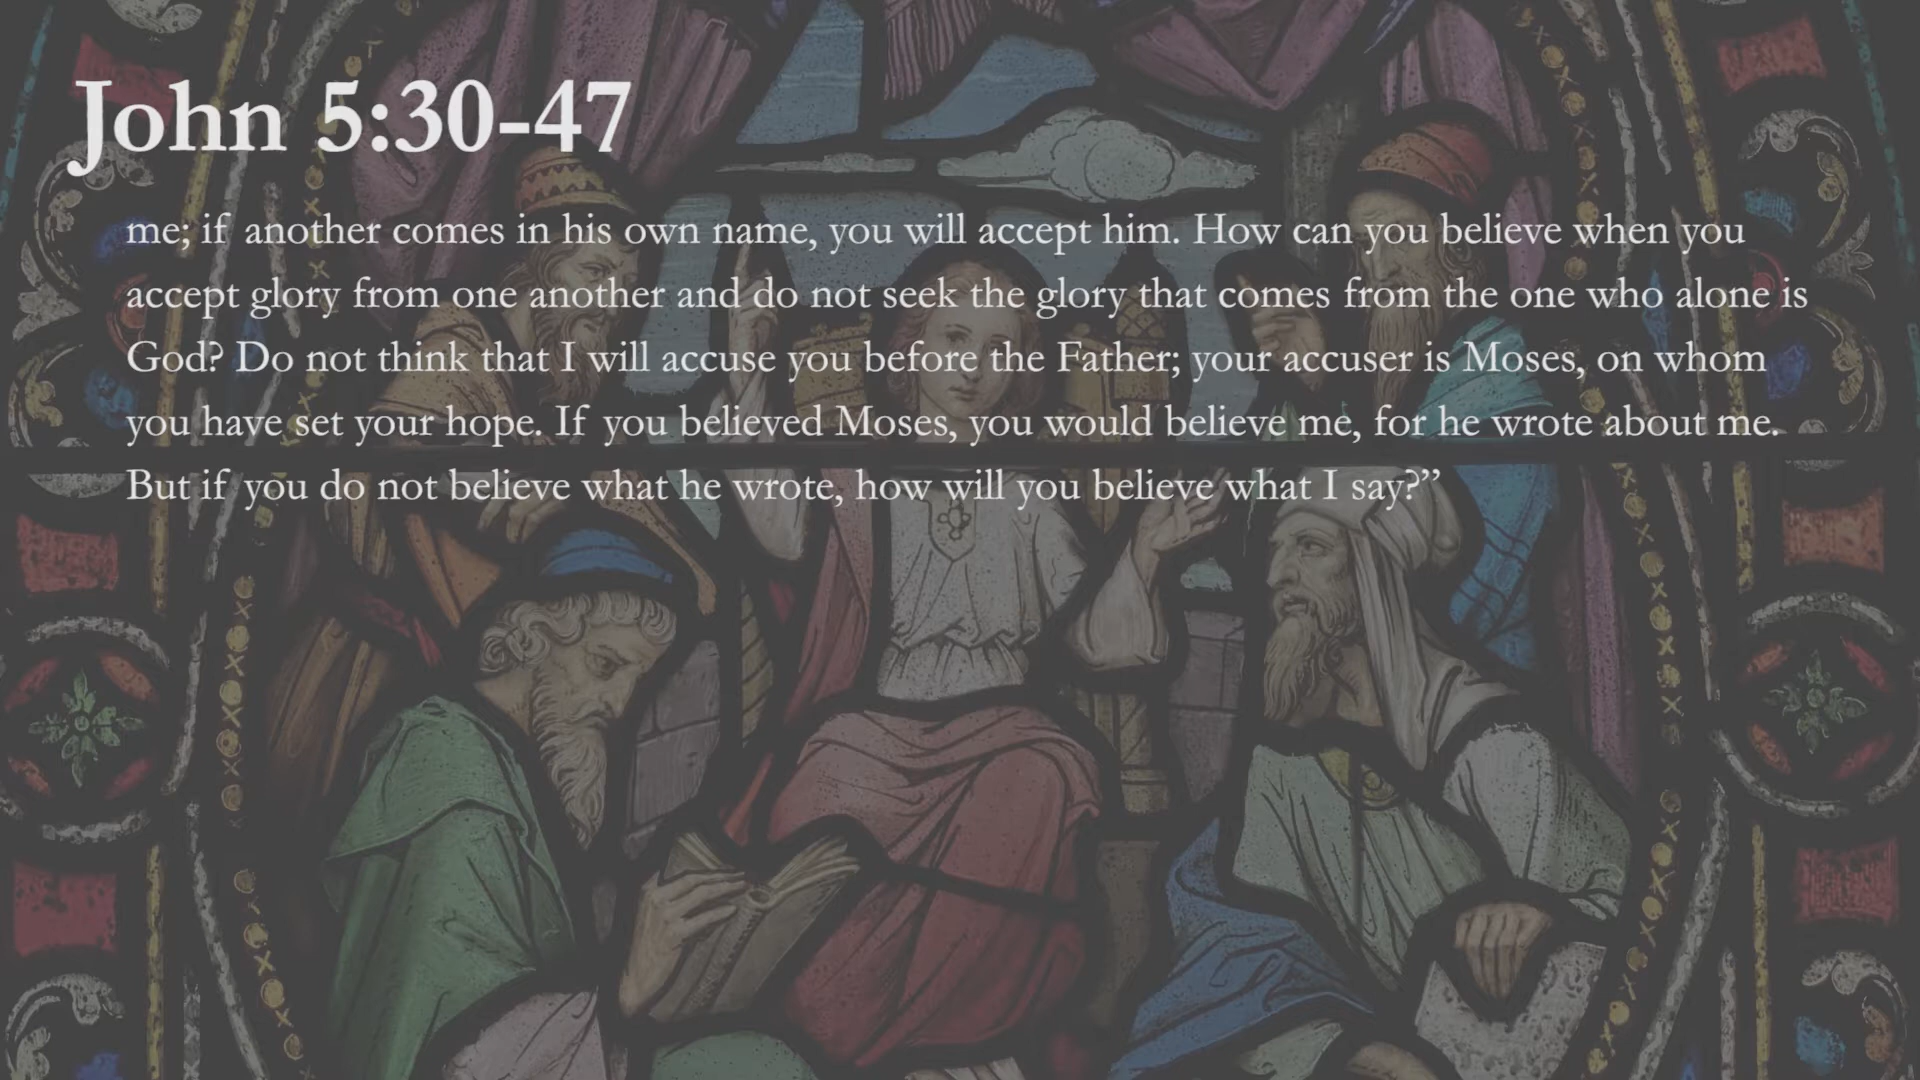 John 5:30-47
me; if another comes in his own name, you will accept him. How can you believe when you
accept glory from one another and do not seek the glory that comes from the one who alone is
God? Do not think that I will accuse you before the Father; your accuser is Moses, on whom
you have set your hope. If you believed Moses, you would believe me, for he wrote about me.
But if you do not believe what he wrote, how will you believe what I say?”